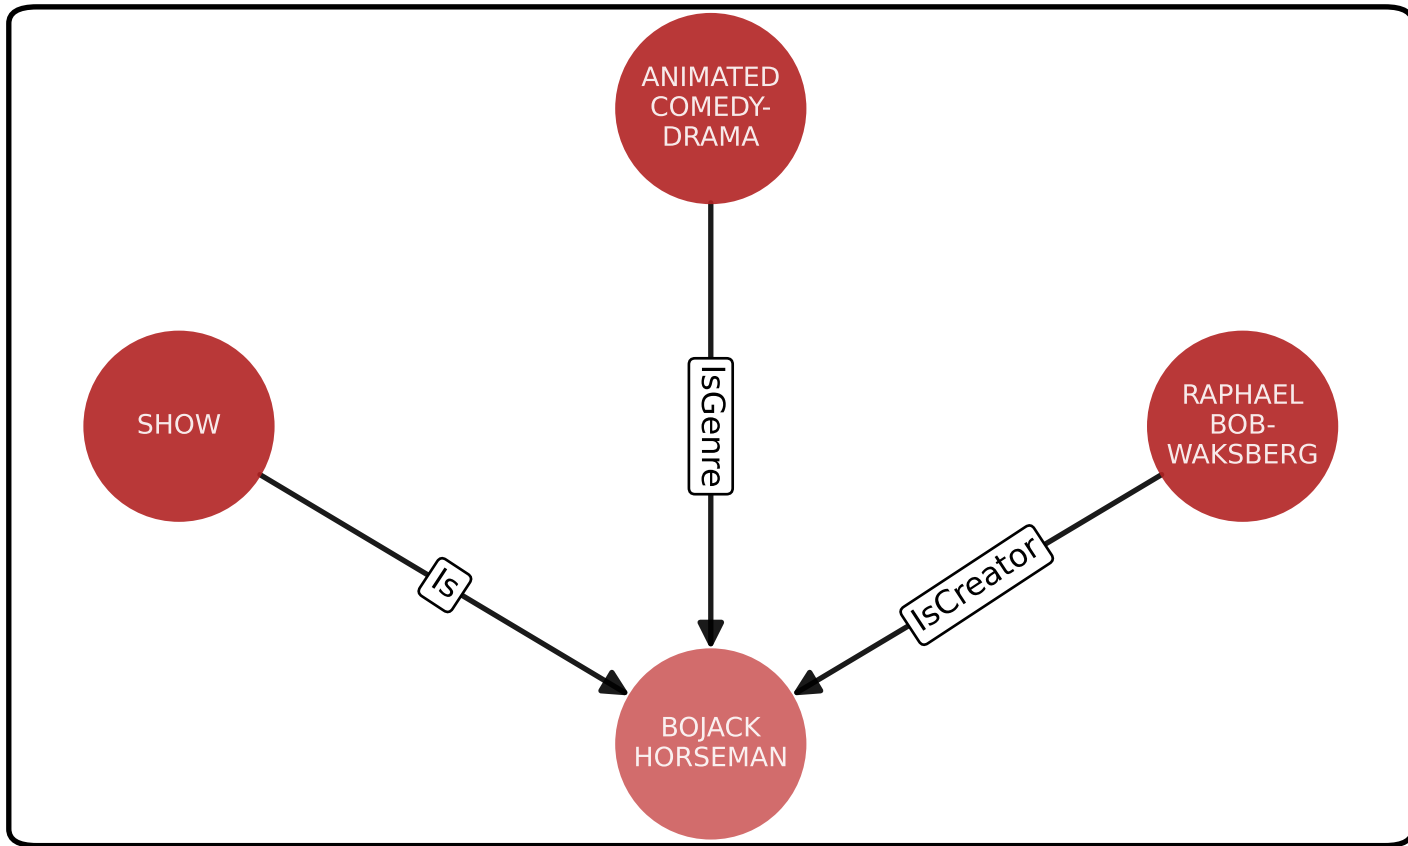 ANIMATED
COMEDY-
DRAMA
IsGenre
SHOW
RAPHAEL
BOB-
WAKSBERG
Is
IsCreator
BOJACK
HORSEMAN